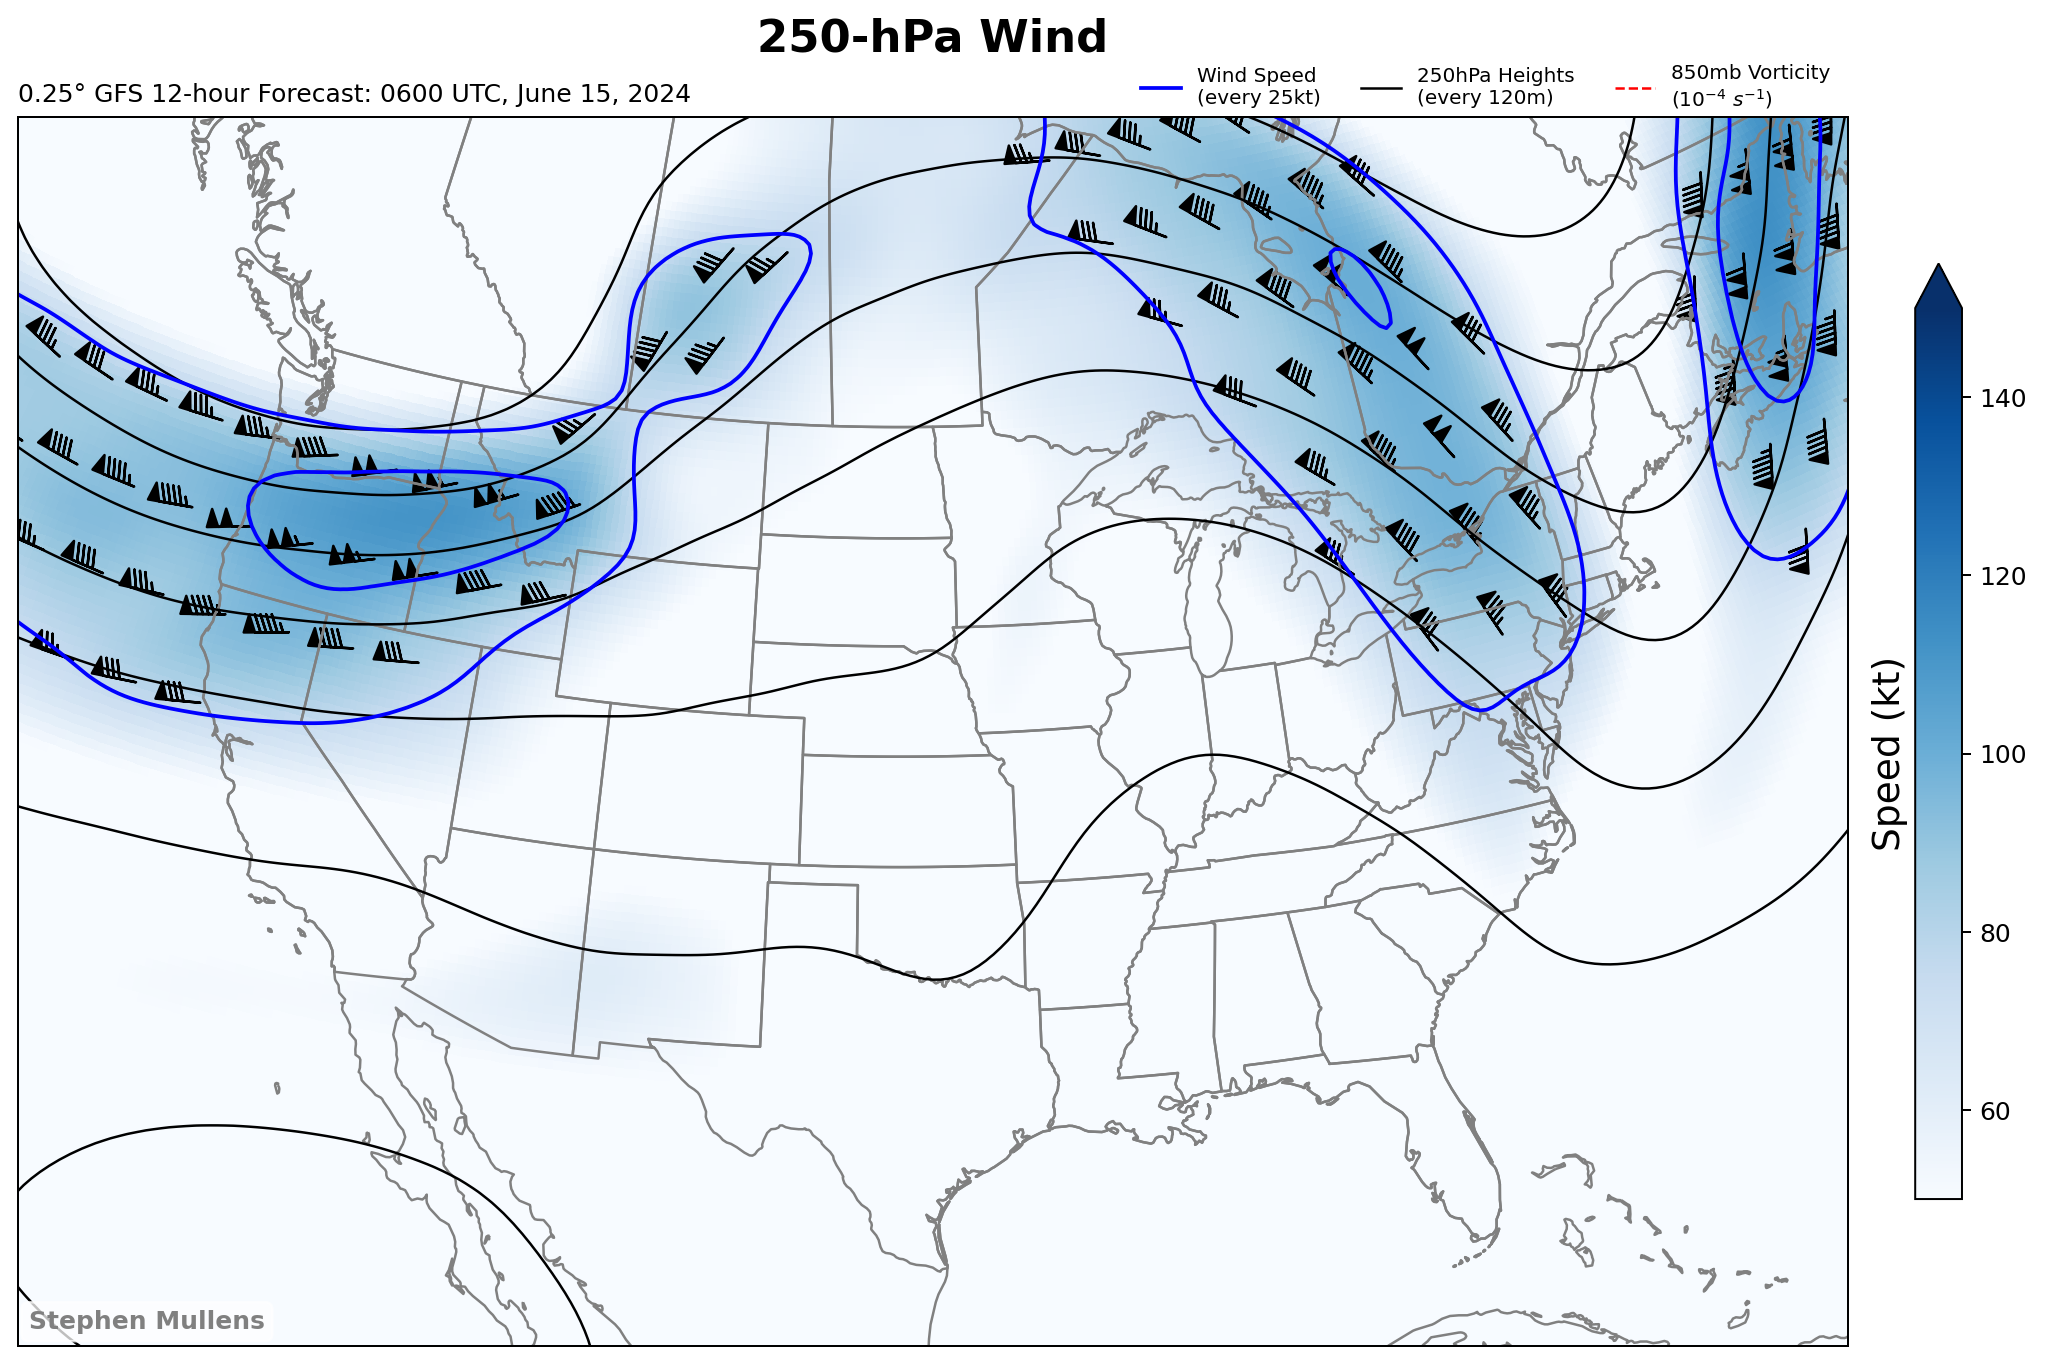 250-hPa Wind
0.25° GFS 12-hour Forecast: 0600 UTC, June 15, 2024
Wind Speed
(every 25kt)
250hPa Heights
(every 120m)
850mb Vorticity
(10⁻⁴ s⁻¹)
140
120
100
80
60
Speed (kt)
Stephen Mullens